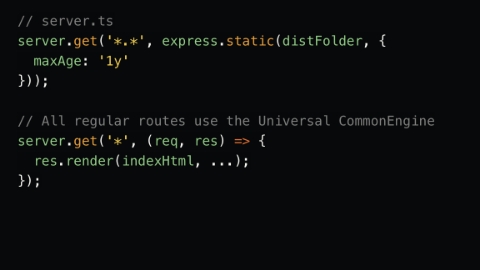 // server.ts
server.get('*.*', express.static(distFolder, {
  maxAge: '1y'
}));

// All regular routes use the Universal CommonEngine
server.get('*', (req, res) => {
  res.render(indexHtml, ...);
});